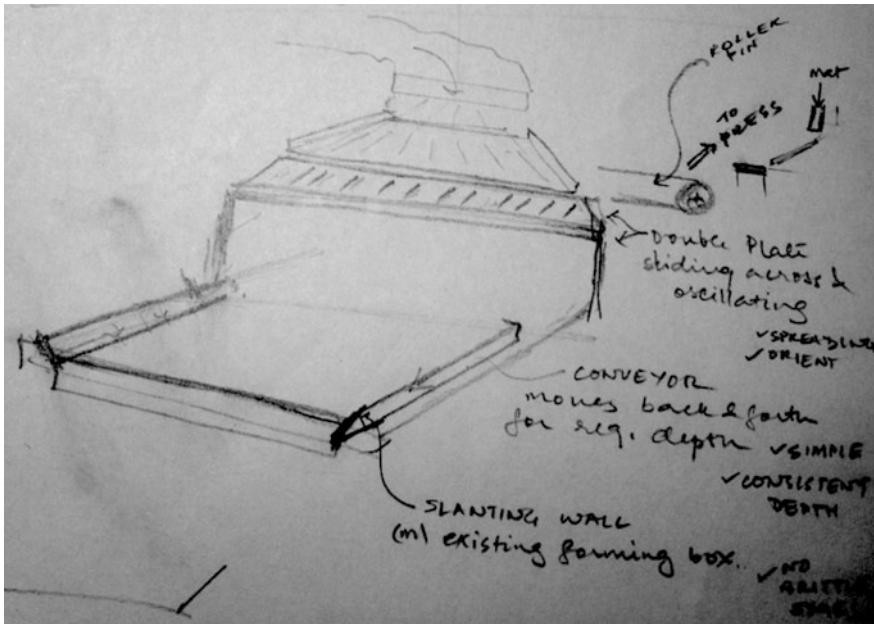 ROLLER
PIN
mat
TO
PRESS
Double Plate
sliding across &
oscillating
✓SPREADING
✓ORIENT
CONVEYOR
moves back & forth
for req. depth
✓SIMPLE
✓CONSISTENT
DEPTH
SLANTING WALL
(m) existing forming box.
✓NO